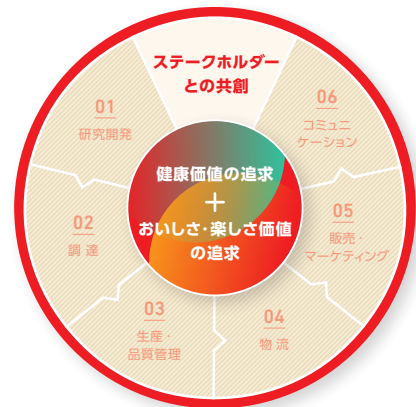 ステークホルダー
との共創
01
研究開発
02
調達
03
生産・
品質管理
04
物流
05
販売・
マーケティング
06
コミュニ
ケーション
健康価値の追求
+
おいしさ・楽しさ価値
の追求